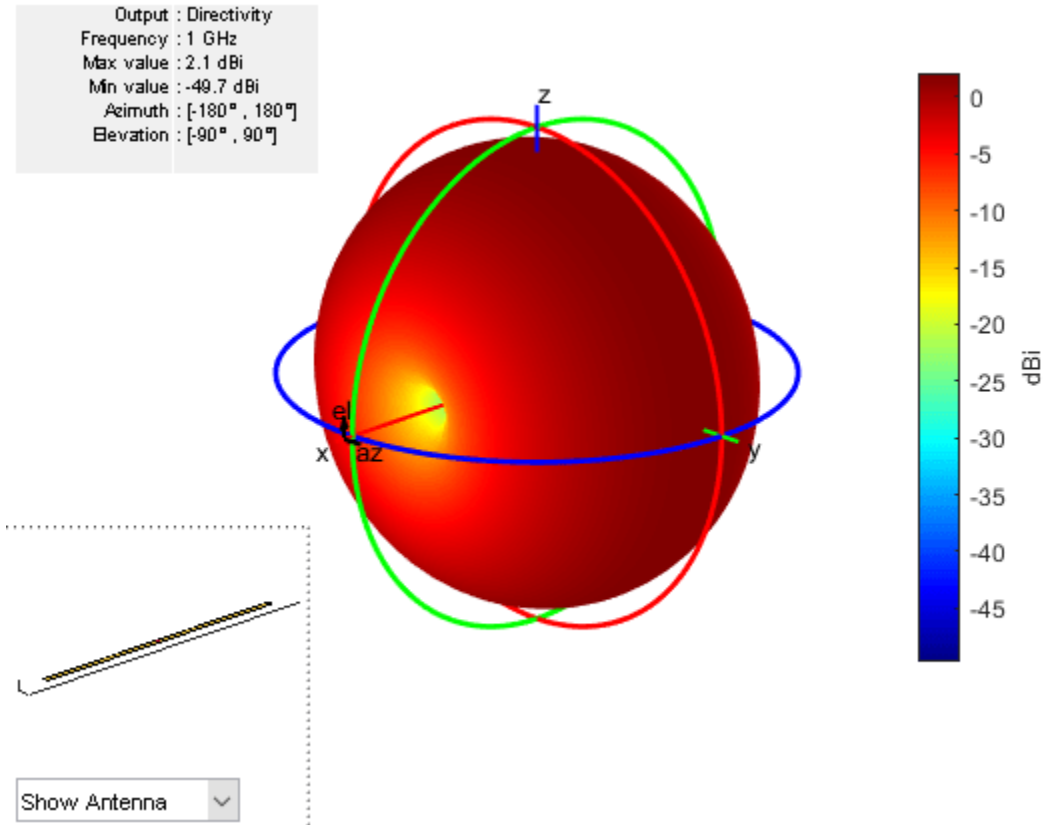 Output : Directivity
Frequency : 1 GHz
Max value : 2.1 dBi
Min value : -49.7 dBi
Azimuth : [-180° , 180°]
Elevation : [-90° , 90°]
z
el
x az
y
0
-5
-10
-15
-20
-25
-30
-35
-40
-45
dBi
Show Antenna